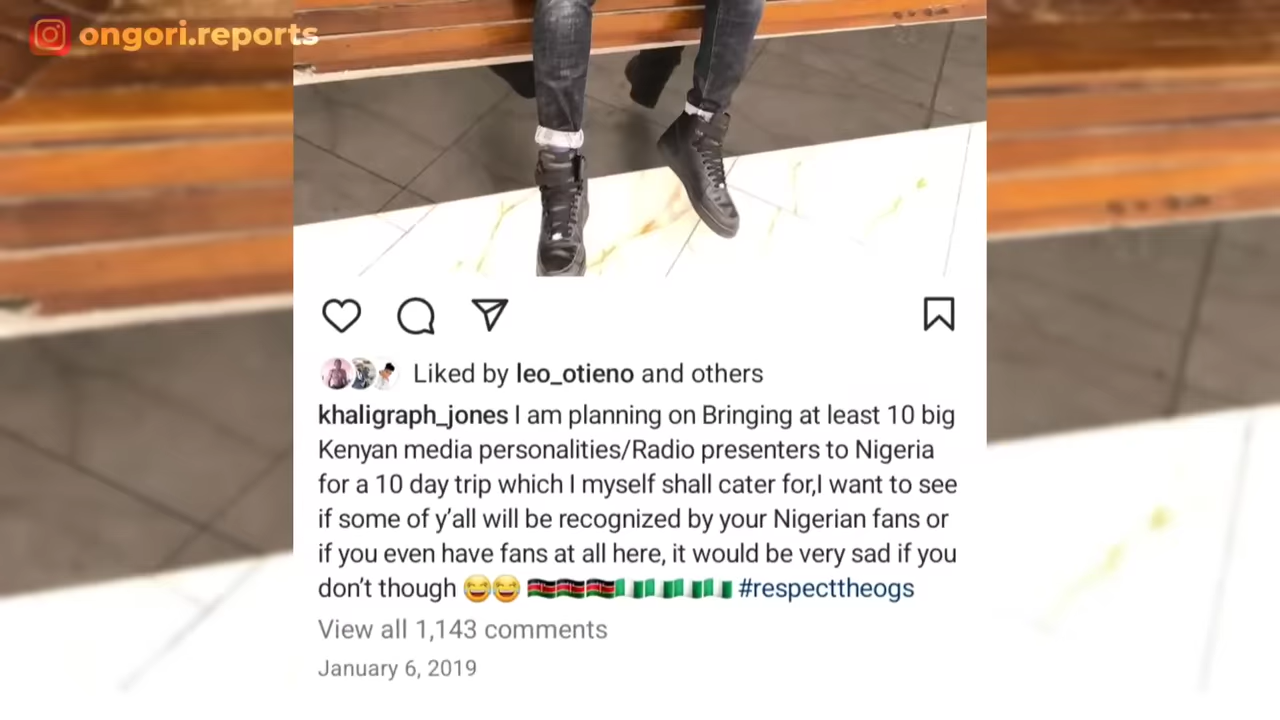 ongori.reports
Liked by leo_otieno and others
khaligraph_jones I am planning on Bringing at least 10 big
Kenyan media personalities/Radio presenters to Nigeria
for a 10 day trip which I myself shall cater for,I want to see
if some of y’all will be recognized by your Nigerian fans or
if you even have fans at all here, it would be very sad if you
don’t though 😂😂 🇰🇪🇰🇪🇰🇪🇳🇬🇳🇬🇳🇬 #respecttheogs
View all 1,143 comments
January 6, 2019